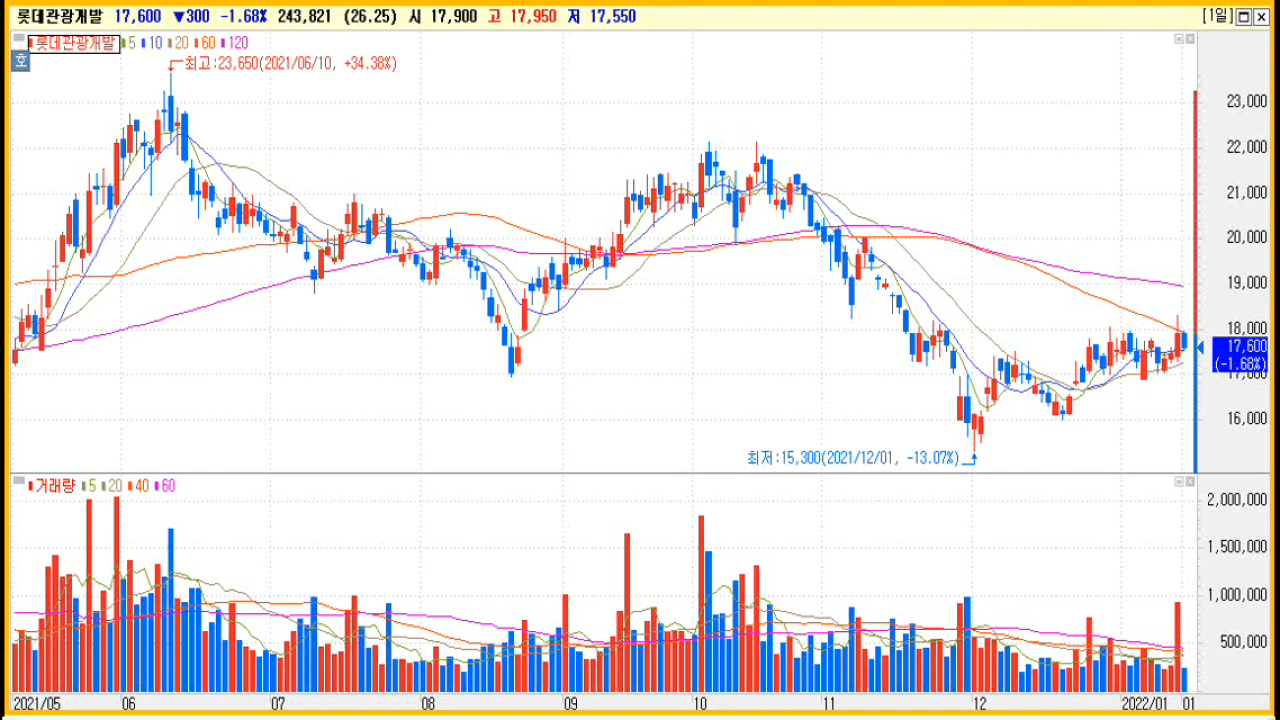 롯데관광개발 17,600 ▼300 -1.68% 243,821 (26.25) 시 17,900 고 17,950 저 17,550 [1일]
롯데관광개발 5 10 20 60 120
호
최고:23,650(2021/06/10, +34.38%)
23,000
22,000
21,000
20,000
19,000
18,000
17,600
(-1.68%)
17,000
16,000
최저:15,300(2021/12/01, -13.07%)
거래량 5 20 40 60
2,000,000
1,500,000
1,000,000
500,000
2021/05 06 07 08 09 10 11 12 2022/01 01